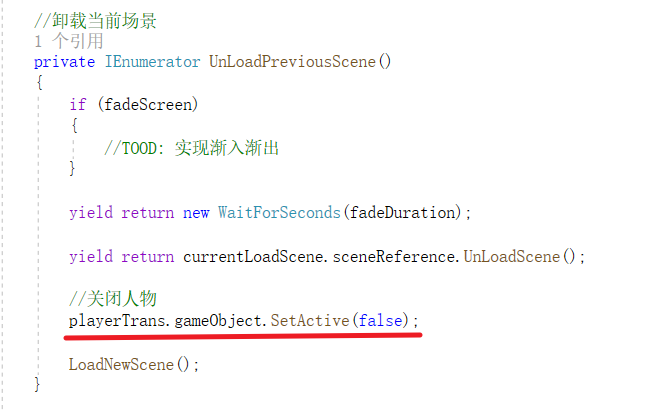 //卸载当前场景
1 个引用
private IEnumerator UnLoadPreviousScene()
{
if (fadeScreen)
{
//TOOD: 实现渐入渐出
}
yield return new WaitForSeconds(fadeDuration);
yield return currentLoadScene.sceneReference.UnLoadScene();
//关闭人物
playerTrans.gameObject.SetActive(false);
LoadNewScene();
}